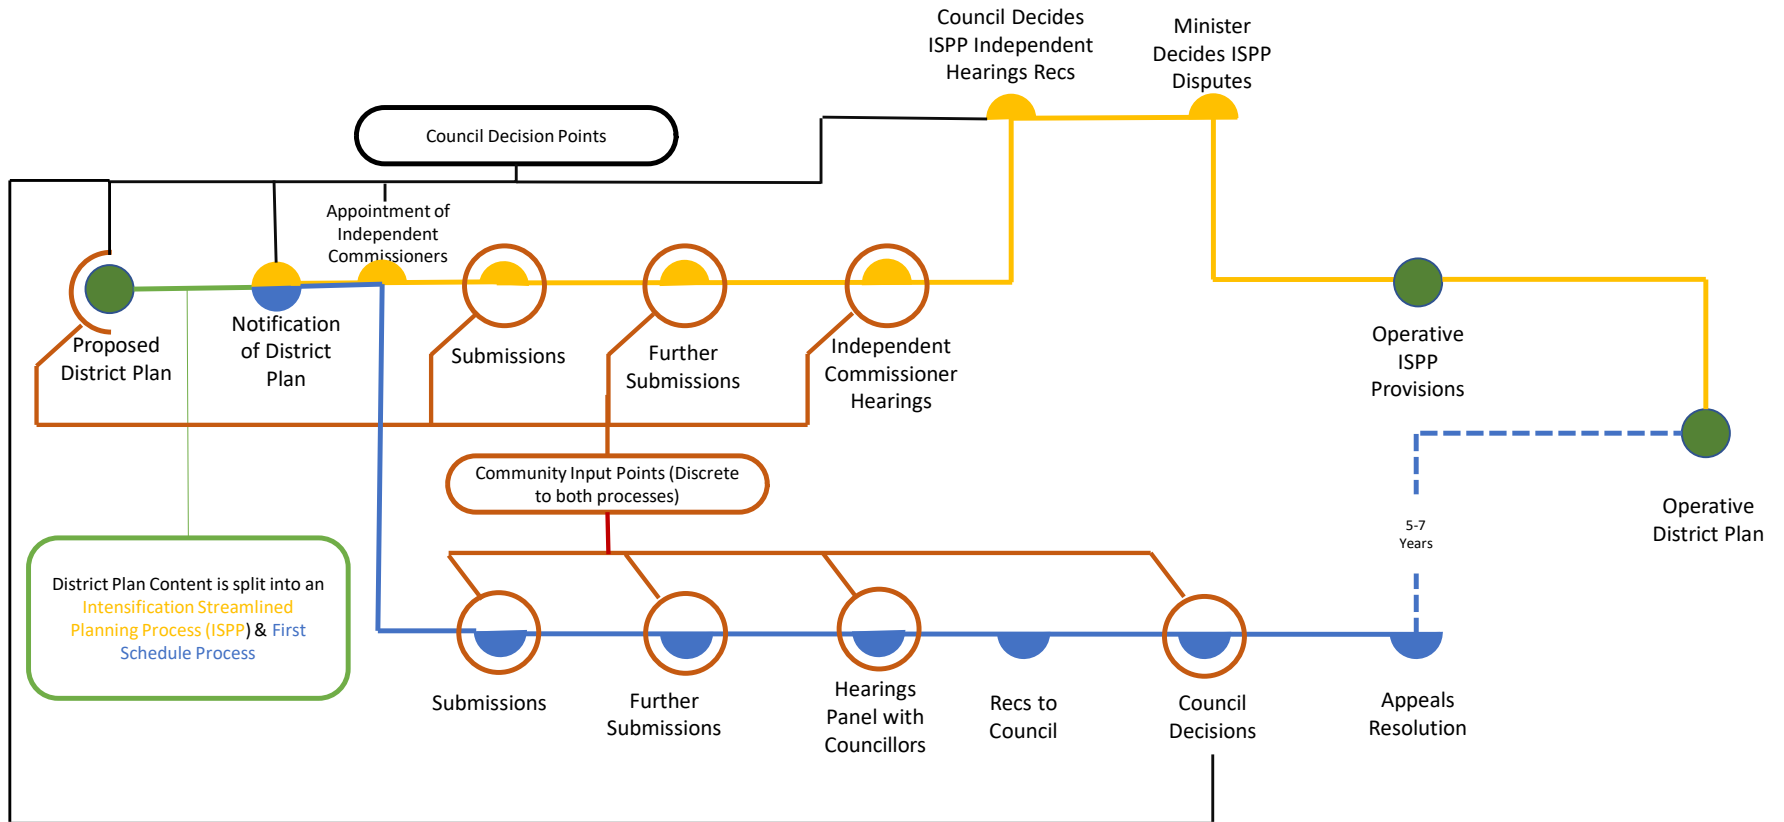 Council Decides
ISPP Independent
Hearings Recs
Minister
Decides ISPP
Disputes
Council Decision Points
Appointment of
Independent
Commissioners
Proposed
District Plan
Notification
of District
Plan
Submissions
Further
Submissions
Independent
Commissioner
Hearings
Operative
ISPP
Provisions
Community Input Points (Discrete
to both processes)
Operative
District Plan
5-7
Years
District Plan Content is split into an
Intensification Streamlined
Planning Process (ISPP) & First
Schedule Process
Submissions
Further
Submissions
Hearings
Panel with
Councillors
Recs to
Council
Council
Decisions
Appeals
Resolution